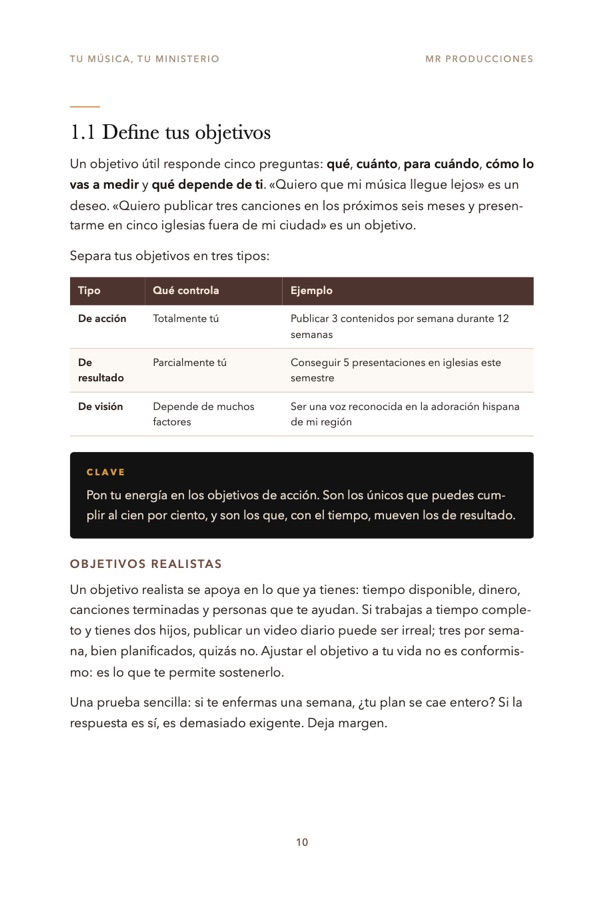 TU MÚSICA, TU MINISTERIO
MR PRODUCCIONES
1.1 Define tus objetivos
Un objetivo útil responde cinco preguntas: qué, cuánto, para cuándo, cómo lo
vas a medir y qué depende de ti. «Quiero que mi música llegue lejos» es un
deseo. «Quiero publicar tres canciones en los próximos seis meses y presen-
tarme en cinco iglesias fuera de mi ciudad» es un objetivo.
Separa tus objetivos en tres tipos:
Tipo
Qué controla
Ejemplo
De acción
Totalmente tú
Publicar 3 contenidos por semana durante 12
semanas
De
resultado
Parcialmente tú
Conseguir 5 presentaciones en iglesias este
semestre
De visión
Depende de muchos
factores
Ser una voz reconocida en la adoración hispana
de mi región
CLAVE
Pon tu energía en los objetivos de acción. Son los únicos que puedes cum-
plir al cien por ciento, y son los que, con el tiempo, mueven los de resultado.
OBJETIVOS REALISTAS
Un objetivo realista se apoya en lo que ya tienes: tiempo disponible, dinero,
canciones terminadas y personas que te ayudan. Si trabajas a tiempo comple-
to y tienes dos hijos, publicar un video diario puede ser irreal; tres por sema-
na, bien planificados, quizás no. Ajustar el objetivo a tu vida no es conformis-
mo: es lo que te permite sostenerlo.
Una prueba sencilla: si te enfermas una semana, ¿tu plan se cae entero? Si la
respuesta es sí, es demasiado exigente. Deja margen.
10